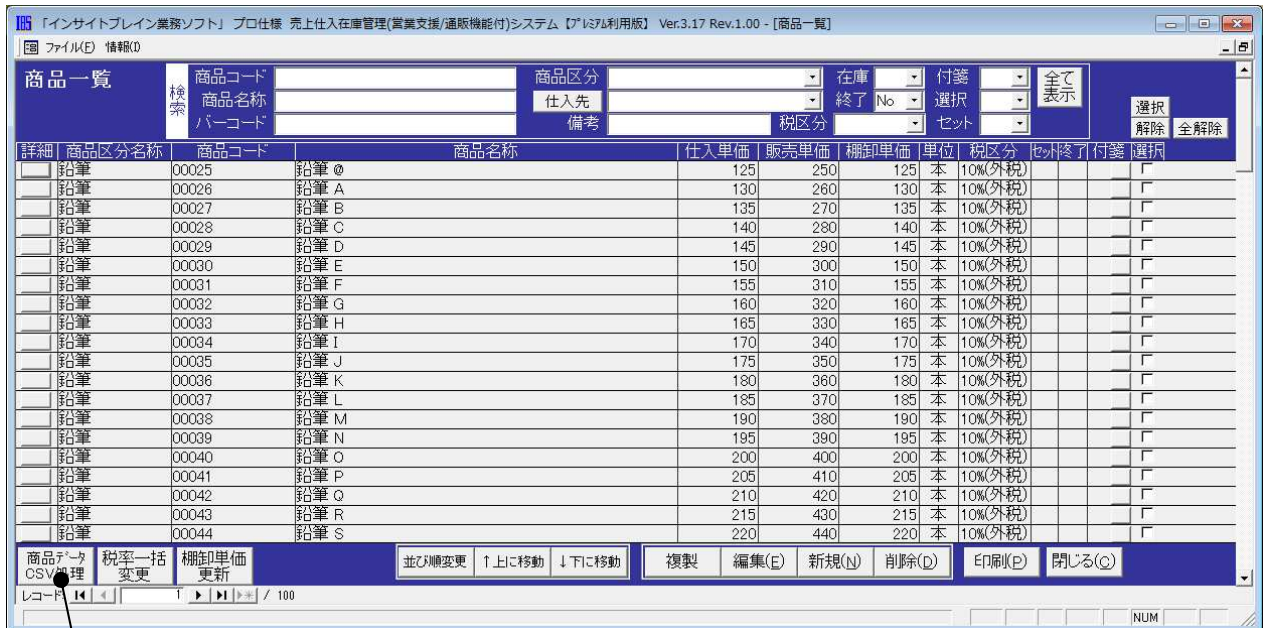 「インサイトブレイン業務ソフト」 プロ仕様 売上仕入在庫管理(営業支援/通販機能付)システム 【ﾌﾟﾚﾐｱﾑ利用版】 Ver.3.17 Rev.1.00 - [商品一覧]
ファイル(F) 情報(I)
商品一覧 検索 商品コード 商品区分 在庫 付箋 全て表示
商品名称 仕入先 終了 No 選択 選択
バーコード 備考 税区分 セット 解除 全解除
詳細 商品区分名称 商品コード 商品名称 仕入単価 販売単価 棚卸単価 単位 税区分 ｾｯﾄ 終了 付箋 選択
鉛筆 00025 鉛筆 @ 125 250 125 本 10%(外税)
鉛筆 00026 鉛筆 A 130 260 130 本 10%(外税)
鉛筆 00027 鉛筆 B 135 270 135 本 10%(外税)
鉛筆 00028 鉛筆 C 140 280 140 本 10%(外税)
鉛筆 00029 鉛筆 D 145 290 145 本 10%(外税)
鉛筆 00030 鉛筆 E 150 300 150 本 10%(外税)
鉛筆 00031 鉛筆 F 155 310 155 本 10%(外税)
鉛筆 00032 鉛筆 G 160 320 160 本 10%(外税)
鉛筆 00033 鉛筆 H 165 330 165 本 10%(外税)
鉛筆 00034 鉛筆 I 170 340 170 本 10%(外税)
鉛筆 00035 鉛筆 J 175 350 175 本 10%(外税)
鉛筆 00036 鉛筆 K 180 360 180 本 10%(外税)
鉛筆 00037 鉛筆 L 185 370 185 本 10%(外税)
鉛筆 00038 鉛筆 M 190 380 190 本 10%(外税)
鉛筆 00039 鉛筆 N 195 390 195 本 10%(外税)
鉛筆 00040 鉛筆 O 200 400 200 本 10%(外税)
鉛筆 00041 鉛筆 P 205 410 205 本 10%(外税)
鉛筆 00042 鉛筆 Q 210 420 210 本 10%(外税)
鉛筆 00043 鉛筆 R 215 430 215 本 10%(外税)
鉛筆 00044 鉛筆 S 220 440 220 本 10%(外税)
商品ﾃﾞｰﾀ CSV処理 税率一括変更 棚卸単価更新 並び順変更 ↑上に移動 ↓下に移動 複製 編集(E) 新規(N) 削除(D) 印刷(P) 閉じる(C)
レコード: 1 / 100
NUM